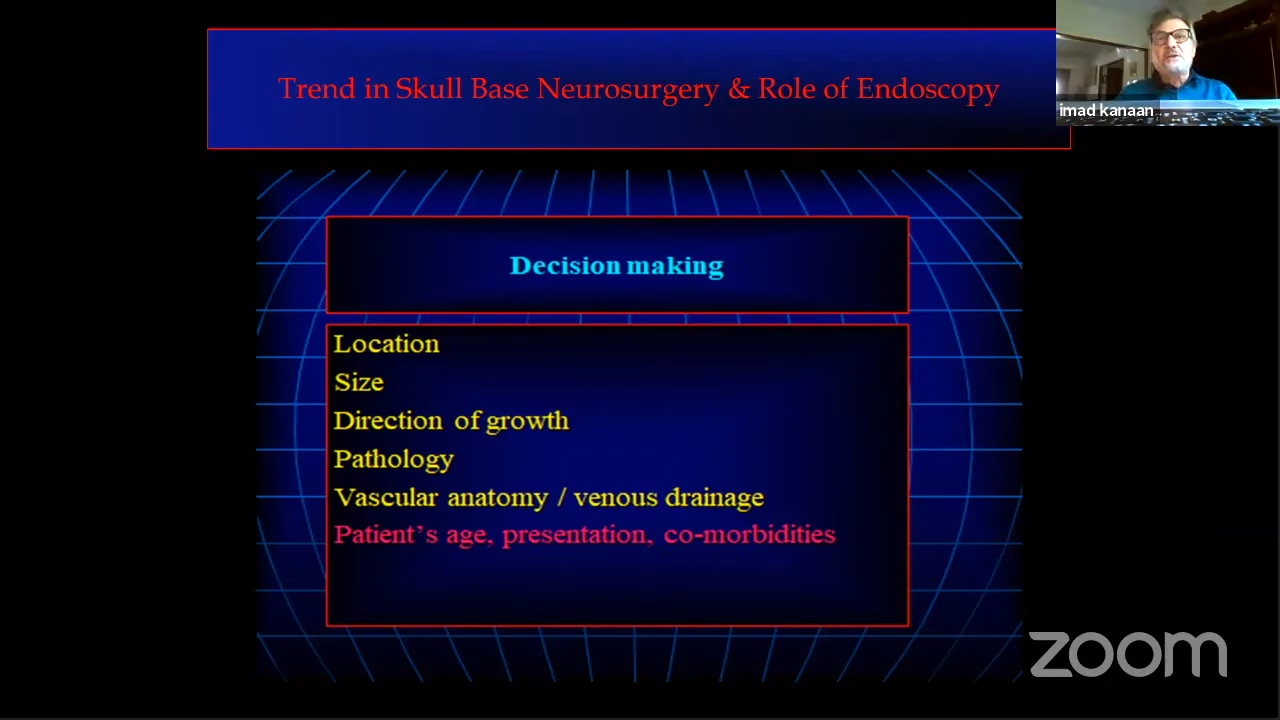 Trend in Skull Base Neurosurgery & Role of Endoscopy
imad kanaan
Decision making
Location
Size
Direction of growth
Pathology
Vascular anatomy / venous drainage
Patient's age, presentation, co-morbidities
zoom